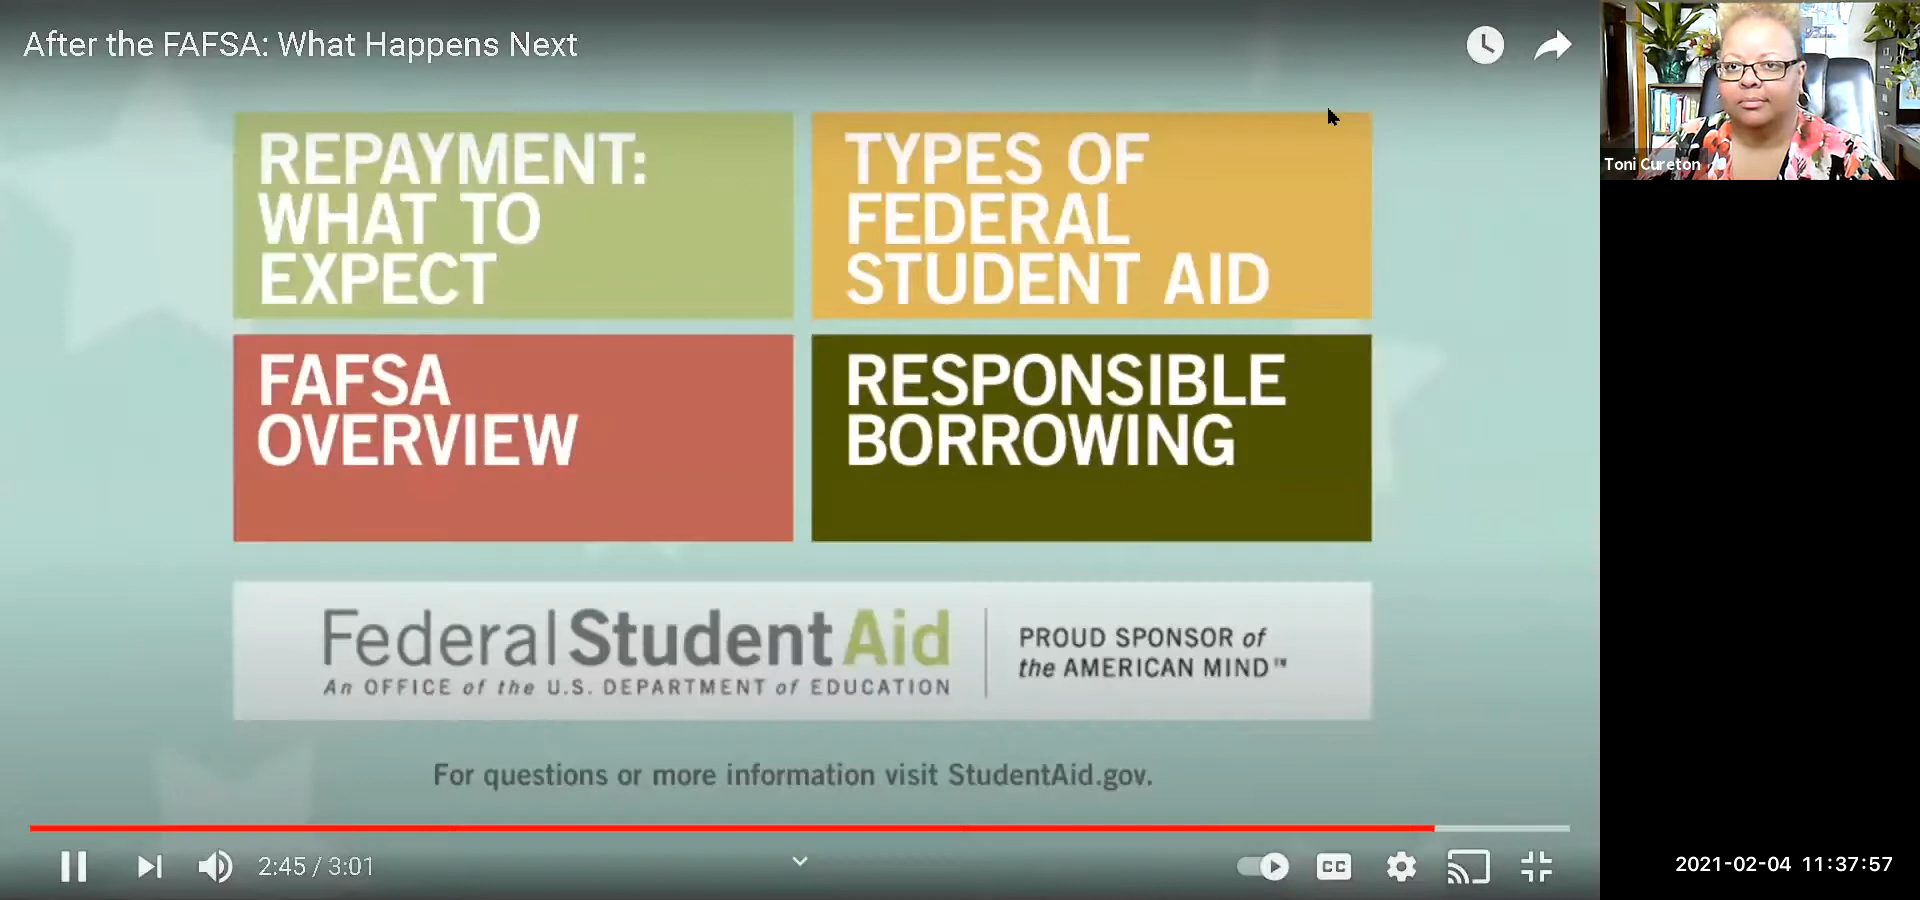 After the FAFSA: What Happens Next
REPAYMENT:
WHAT TO
EXPECT
TYPES OF
FEDERAL
STUDENT AID
FAFSA
OVERVIEW
RESPONSIBLE
BORROWING
Federal Student Aid
An OFFICE of the U.S. DEPARTMENT of EDUCATION
PROUD SPONSOR of
the AMERICAN MIND™
For questions or more information visit StudentAid.gov.
2:45 / 3:01
CC
Toni Cureton
2021-02-04 11:37:57